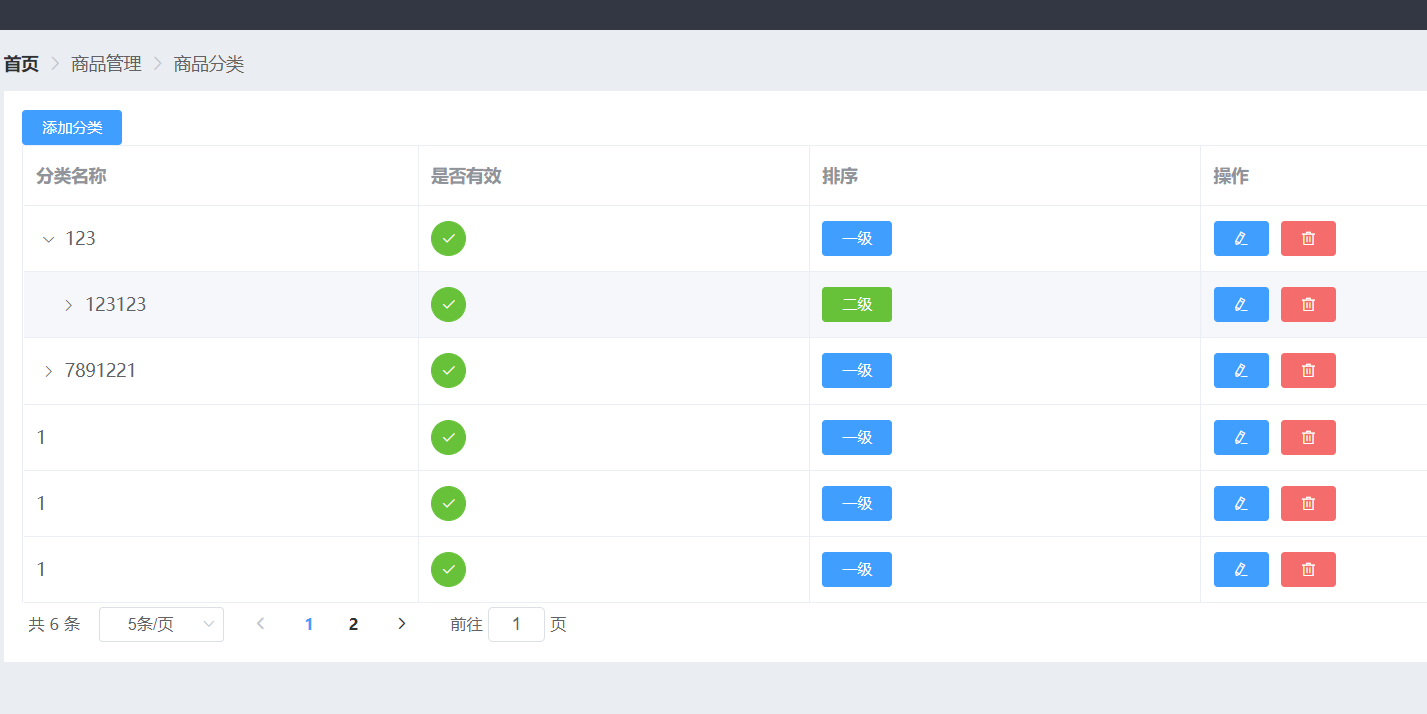 首页 > 商品管理 > 商品分类
添加分类
分类名称 是否有效 排序 操作
123 一级
123123 二级
7891221 一级
1 一级
1 一级
1 一级
共 6 条 5条/页 1 2 前往 1 页